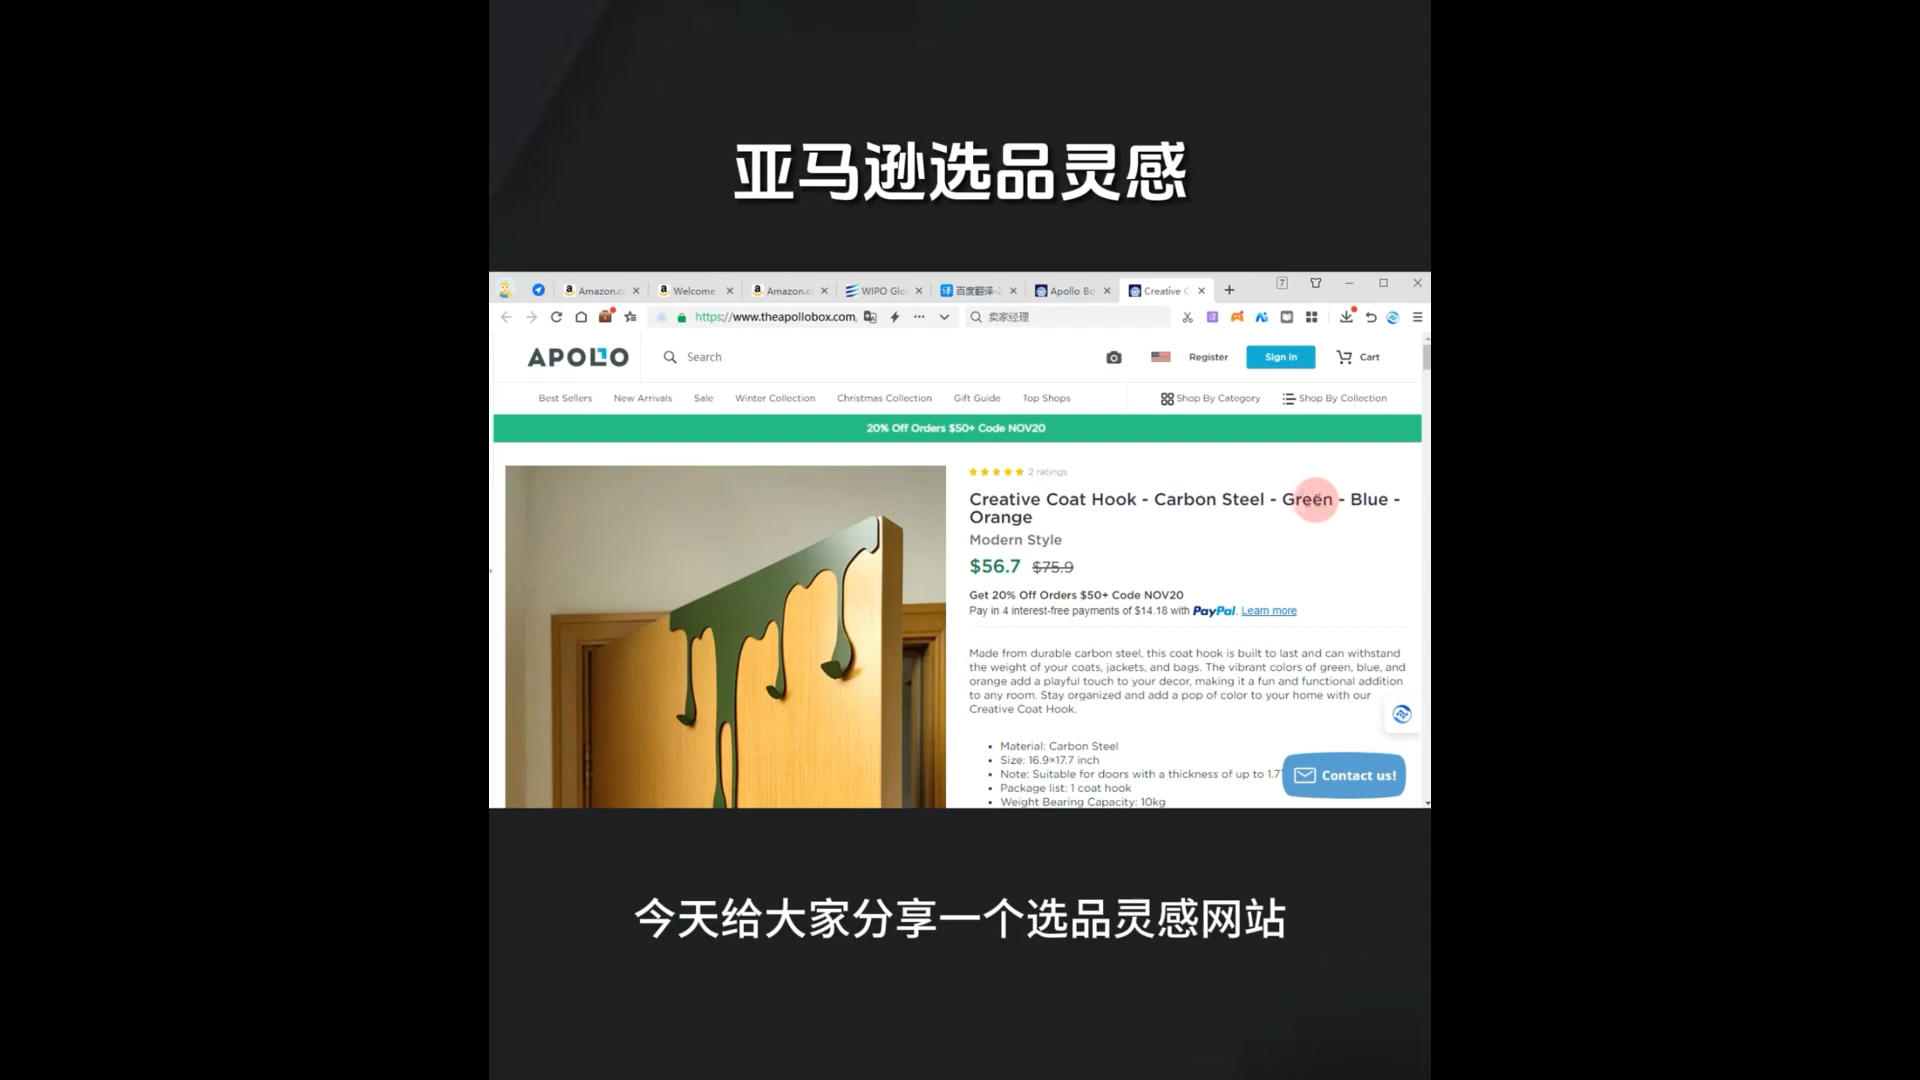 亚马逊选品灵感
Amazon.c
Welcome
Amazon.c
WIPO Glo
百度翻译-2
Apollo Bo
Creative C
7
https://www.theapollobox.com
卖家经理
APOLLO
Search
Register
Sign in
Cart
Best Sellers
New Arrivals
Sale
Winter Collection
Christmas Collection
Gift Guide
Top Shops
Shop By Category
Shop By Collection
20% Off Orders $50+ Code NOV20
2 ratings
Creative Coat Hook - Carbon Steel - Green - Blue -
Orange
Modern Style
$56.7 $75.9
Get 20% Off Orders $50+ Code NOV20
Pay in 4 interest-free payments of $14.18 with PayPal. Learn more
Made from durable carbon steel, this coat hook is built to last and can withstand
the weight of your coats, jackets, and bags. The vibrant colors of green, blue, and
orange add a playful touch to your decor, making it a fun and functional addition
to any room. Stay organized and add a pop of color to your home with our
Creative Coat Hook.
• Material: Carbon Steel
• Size: 16.9×17.7 inch
• Note: Suitable for doors with a thickness of up to 1.7
• Package list: 1 coat hook
• Weight Bearing Capacity: 10kg
Contact us!
今天给大家分享一个选品灵感网站